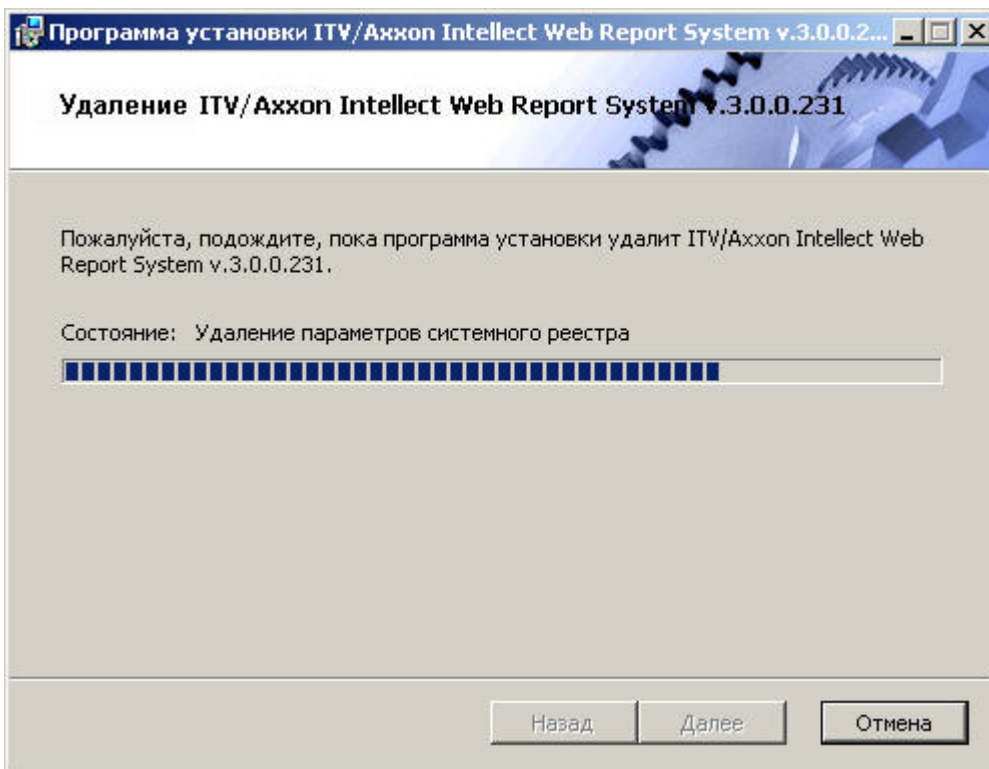 Программа установки ITV/Axxon Intellect Web Report System v.3.0.0.2...
Удаление ITV/Axxon Intellect Web Report System v.3.0.0.231
Пожалуйста, подождите, пока программа установки удалит ITV/Axxon Intellect Web
Report System v.3.0.0.231.
Состояние: Удаление параметров системного реестра
Назад
Далее
Отмена